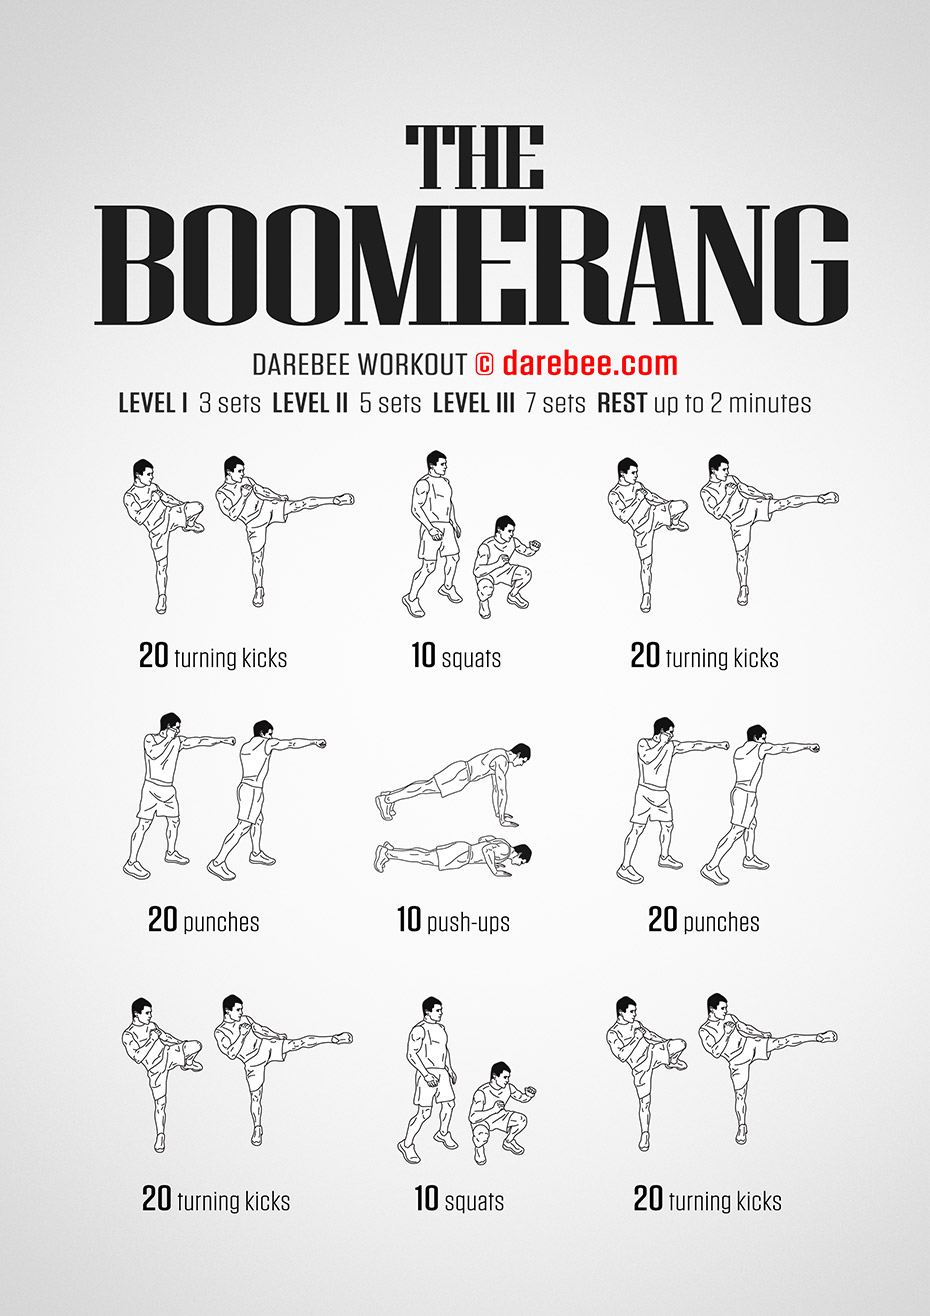 THE
BOOMERANG
DAREBEE WORKOUT © darebee.com
LEVEL I 3 sets LEVEL II 5 sets LEVEL III 7 sets REST up to 2 minutes
20 turning kicks
10 squats
20 turning kicks
20 punches
10 push-ups
20 punches
20 turning kicks
10 squats
20 turning kicks